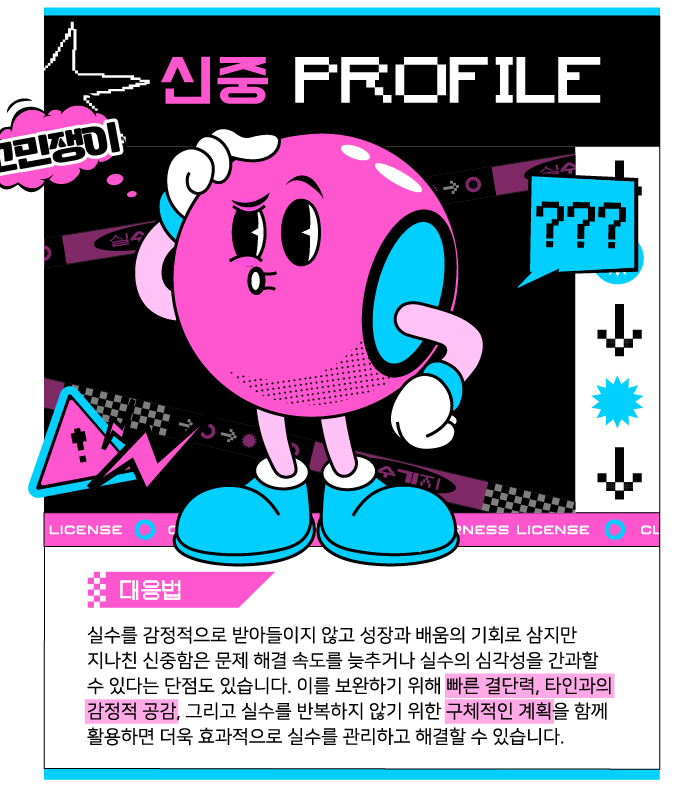 신중 PROFILE
고민쟁이
실수
???
!
LICENSE
NESS LICENSE
CL
대응법
실수를 감정적으로 받아들이지 않고 성장과 배움의 기회로 삼지만
지나친 신중함은 문제 해결 속도를 늦추거나 실수의 심각성을 간과할
수 있다는 단점도 있습니다. 이를 보완하기 위해 빠른 결단력, 타인과의
감정적 공감, 그리고 실수를 반복하지 않기 위한 구체적인 계획을 함께
활용하면 더욱 효과적으로 실수를 관리하고 해결할 수 있습니다.